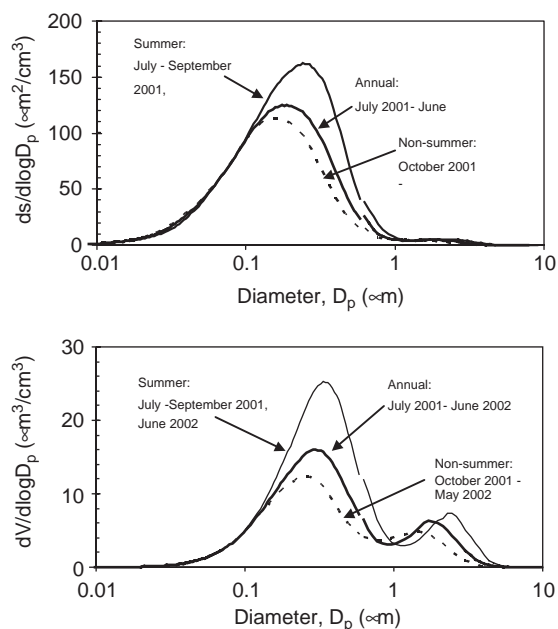 200
150
100
50
0
ds/dlogDp (∝m2/cm3)
Summer:
July - September
2001,
Annual:
July 2001- June
Non-summer:
October 2001
-
0.01 0.1 1 10
Diameter, Dp (∝m)
30
20
10
0
dV/dlogDp (∝m3/cm3)
Summer:
July -September 2001,
June 2002
Annual:
July 2001- June 2002
Non-summer:
October 2001 -
May 2002
0.01 0.1 1 10
Diameter, Dp (∝m)